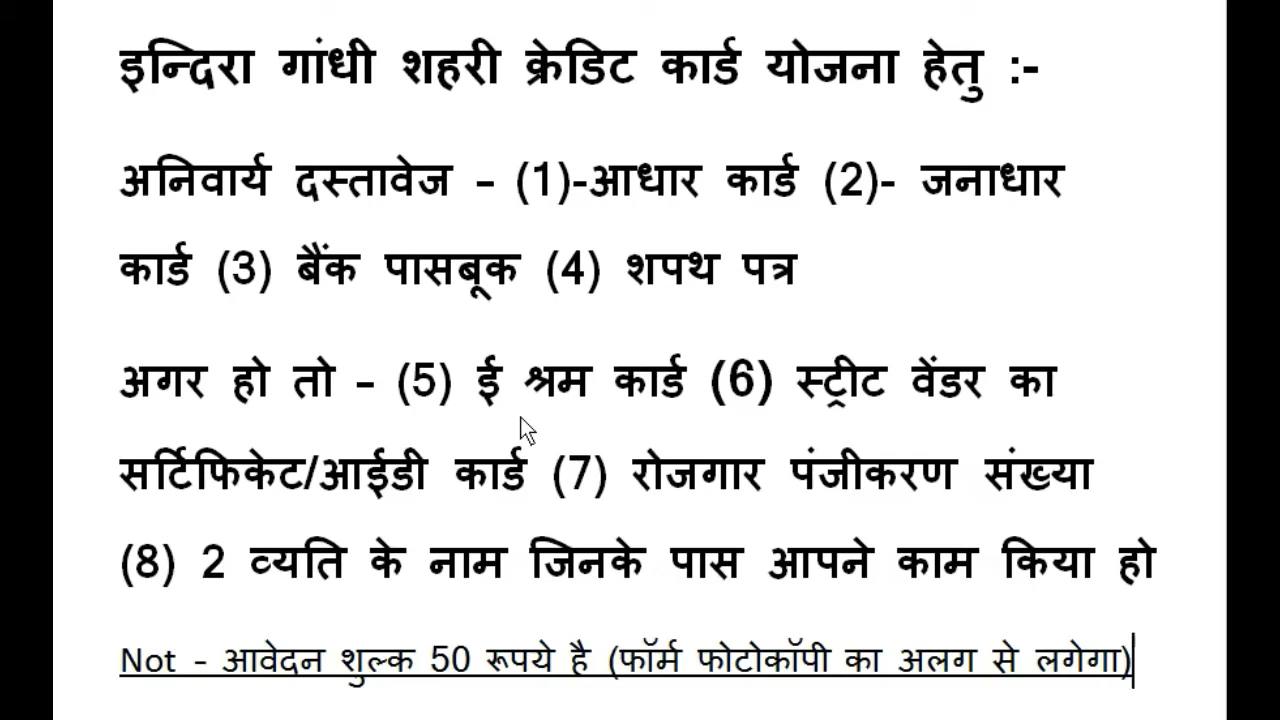 इन्दिरा गांधी शहरी क्रेडिट कार्ड योजना हेतु :-
अनिवार्य दस्तावेज – (1)-आधार कार्ड (2)- जनाधार
कार्ड (3) बैंक पासबूक (4) शपथ पत्र
अगर हो तो – (5) ई श्रम कार्ड (6) स्ट्रीट वेंडर का
सर्टिफिकेट/आईडी कार्ड (7) रोजगार पंजीकरण संख्या
(8) 2 व्यति के नाम जिनके पास आपने काम किया हो
Not – आवेदन शुल्क 50 रूपये है (फॉर्म फोटोकॉपी का अलग से लगेगा)